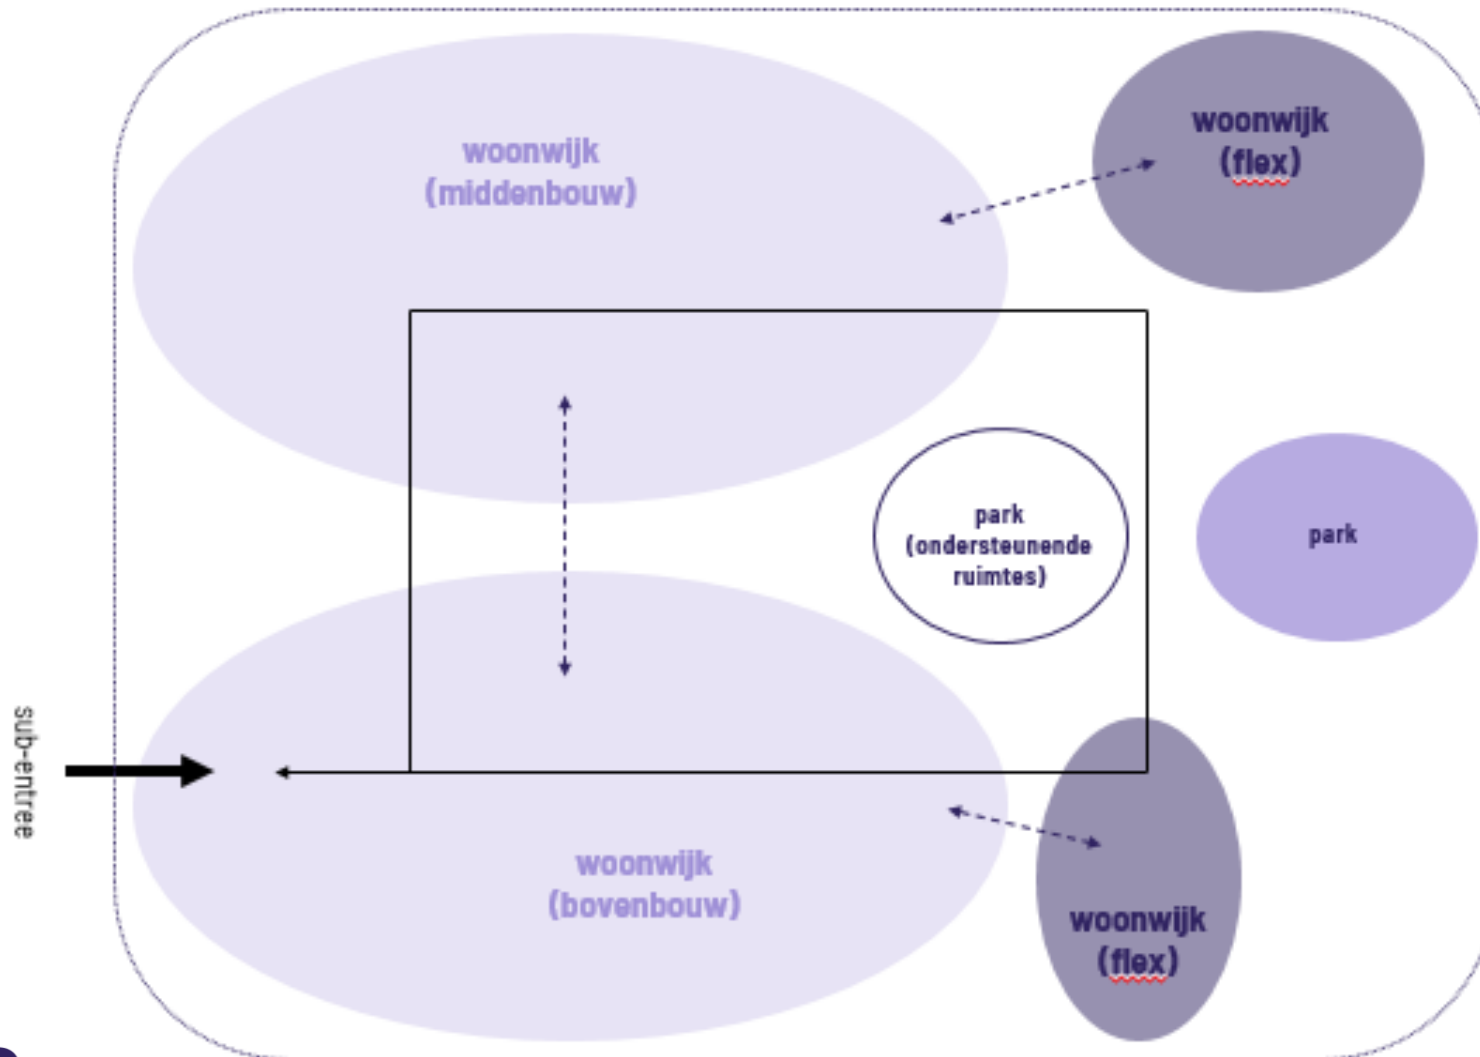 woonwijk
(middenbouw)
woonwijk
(flex)
park
(ondersteunende
ruimtes)
park
sub-entree
woonwijk
(bovenbouw)
woonwijk
(flex)